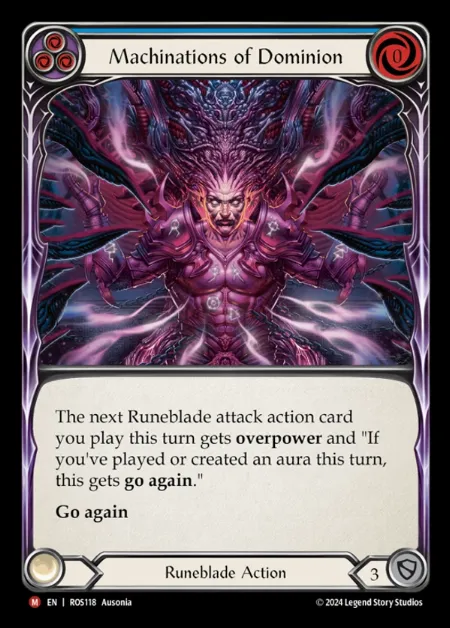 Machinations of Dominion
0
The next Runeblade attack action card
you play this turn gets overpower and "If
you've played or created an aura this turn,
this gets go again."
Go again
Runeblade Action
3
M EN | ROS118 Ausonia
© 2024 Legend Story Studios